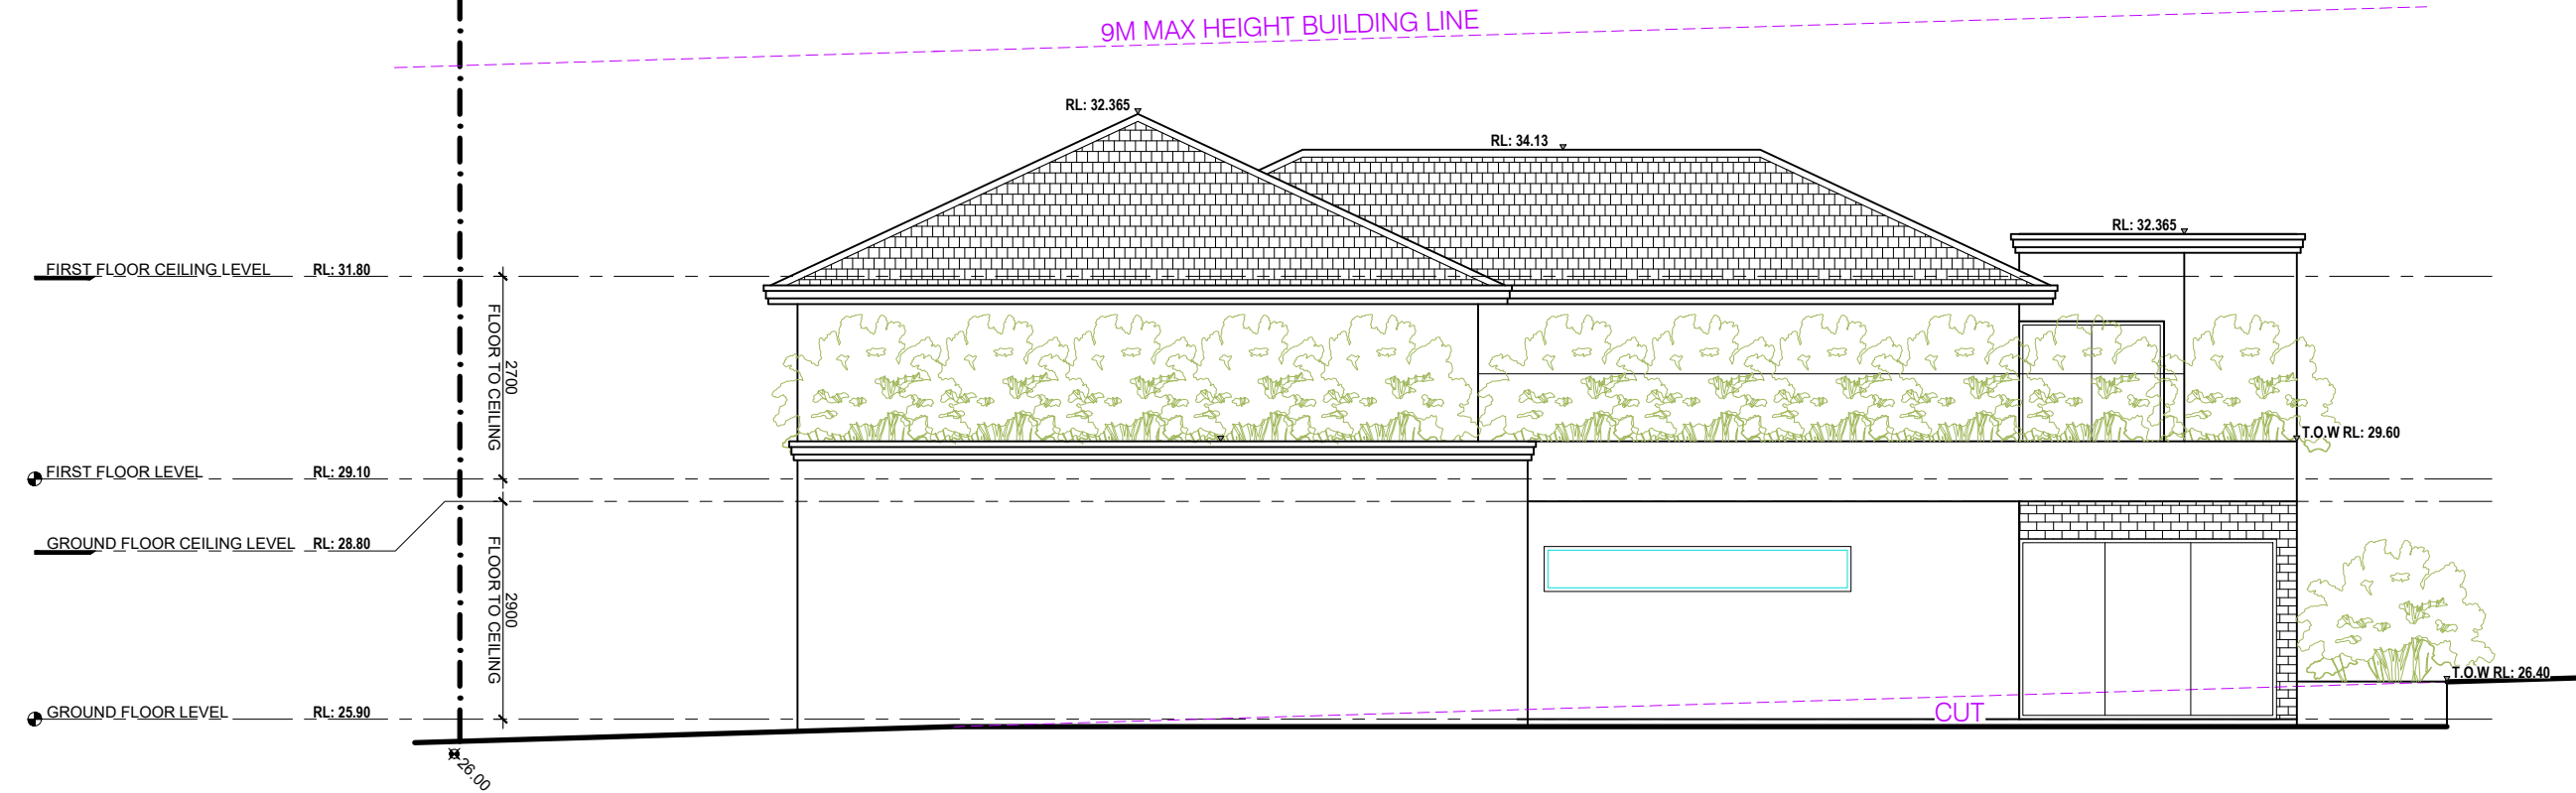 9M MAX HEIGHT BUILDING LINE
RL: 32.365
RL: 34.13
RL: 32.365
FIRST FLOOR CEILING LEVEL RL: 31.80
2700
FLOOR TO CEILING
T.O.W RL: 29.60
FIRST FLOOR LEVEL RL: 29.10
GROUND FLOOR CEILING LEVEL RL: 28.80
2900
FLOOR TO CEILING
T.O.W RL: 26.40
GROUND FLOOR LEVEL RL: 25.90
CUT
26.00